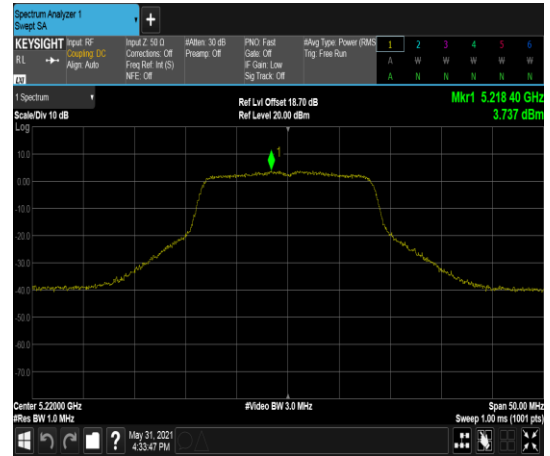 Spectrum Analyzer 1
Swept SA
+
KEYSIGHT Input: RF Input Z: 50 Ω #Atten: 30 dB PNO: Fast #Avg Type: Power (RMS 1 2 3 4 5 6
RL Coupling: DC Corrections: Off Preamp: Off Gate: Off Trig: Free Run A W W W W W
Align: Auto Freq Ref: Int (S) IF Gain: Low
LXI NFE: Off Sig Track: Off A N N N N N
1 Spectrum Ref Lvl Offset 18.70 dB Mkr1 5.218 40 GHz
Scale/Div 10 dB Ref Level 20.00 dBm 3.737 dBm
Log
10.0
1
0.00
-10.0
-20.0
-30.0
-40.0
-50.0
-60.0
-70.0
Center 5.22000 GHz #Video BW 3.0 MHz Span 50.00 MHz
#Res BW 1.0 MHz Sweep 1.00 ms (1001 pts)
? May 31, 2021
4:33:47 PM